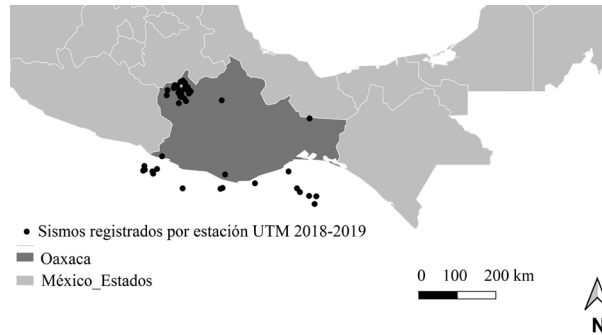 Sismos registrados por estación UTM 2018-2019
Oaxaca
México_Estados
0 100 200 km
N